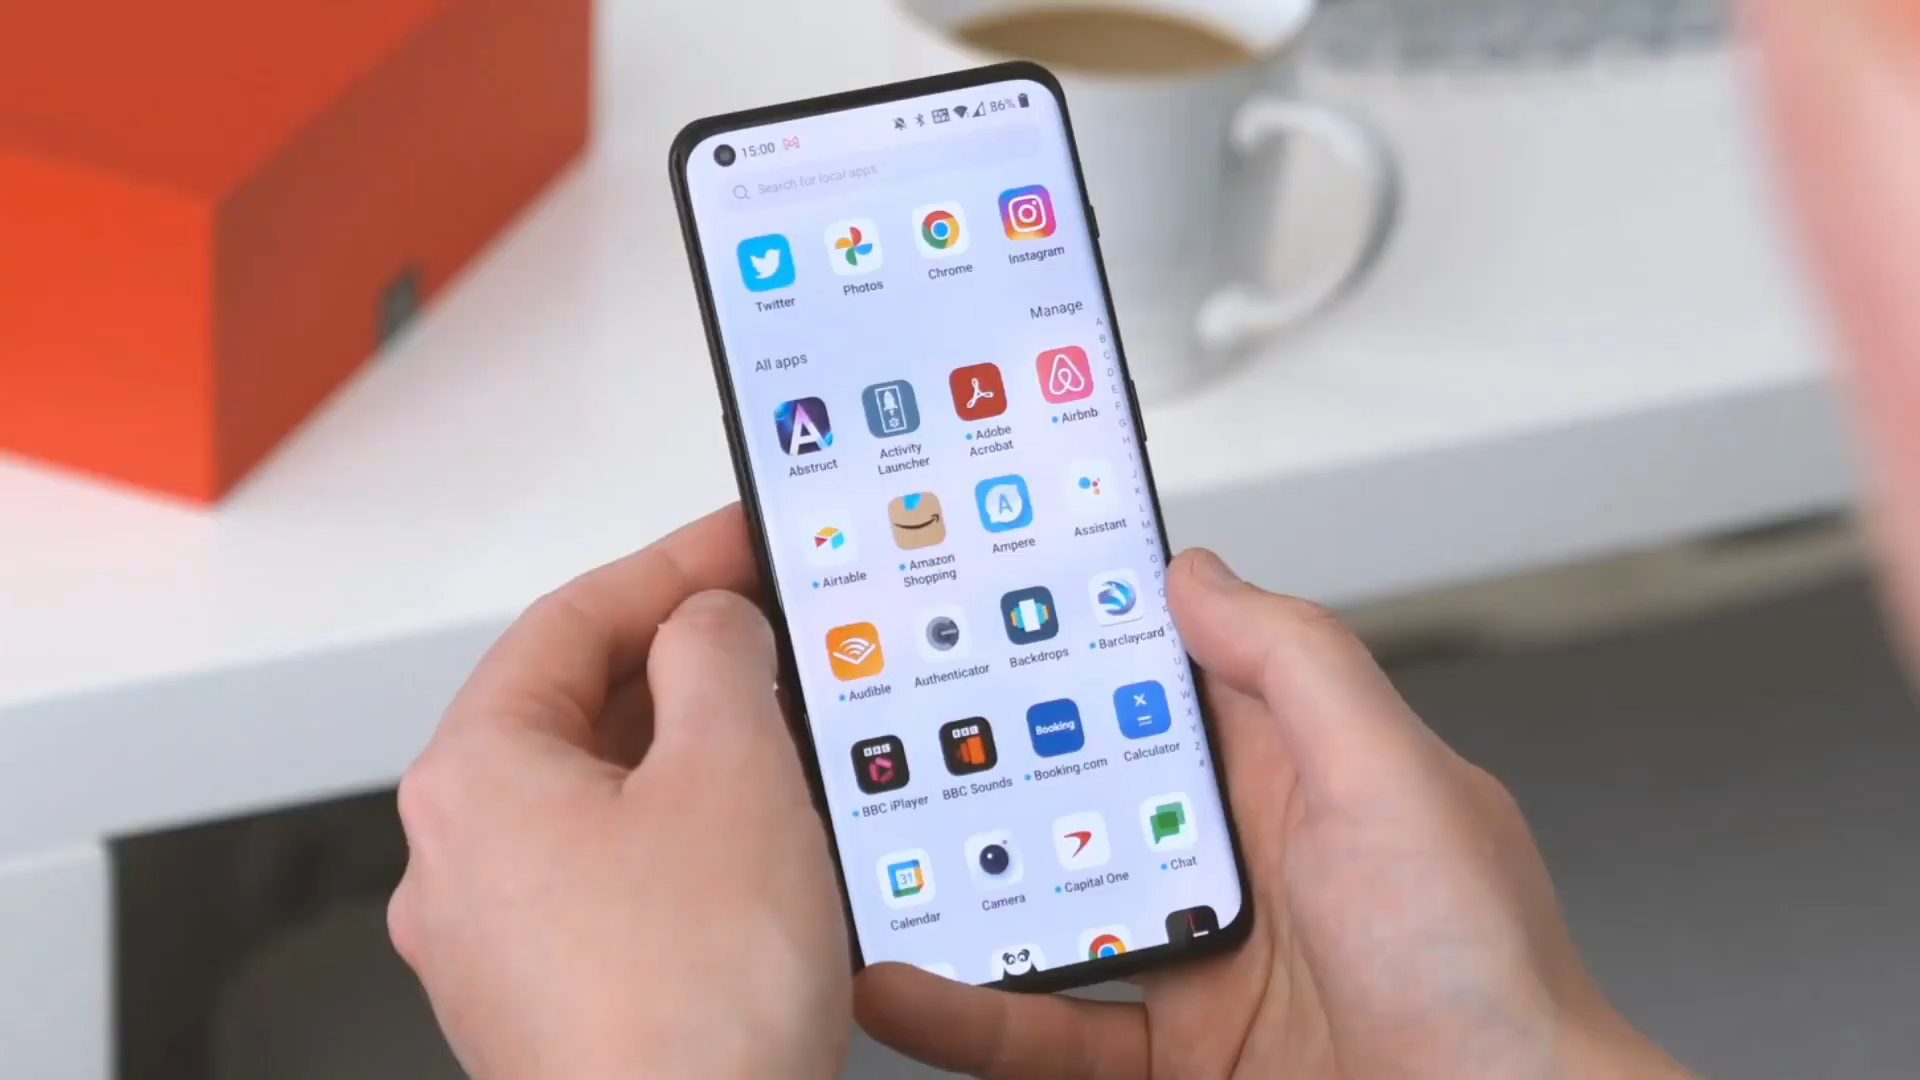 15:00
86%
Search for local apps
Twitter
Photos
Chrome
Instagram
Manage
All apps
Abstruct
Activity
Launcher
Adobe
Acrobat
Airbnb
Airtable
Amazon
Shopping
Ampere
Assistant
Audible
Authenticator
Backdrops
Barclaycard
BBC iPlayer
BBC Sounds
Booking
Booking.com
Calculator
Calendar
31
Camera
Capital One
Chat
A
B
C
D
E
F
G
H
I
J
K
L
M
N
O
P
Q
R
S
T
U
V
W
X
Y
Z
#